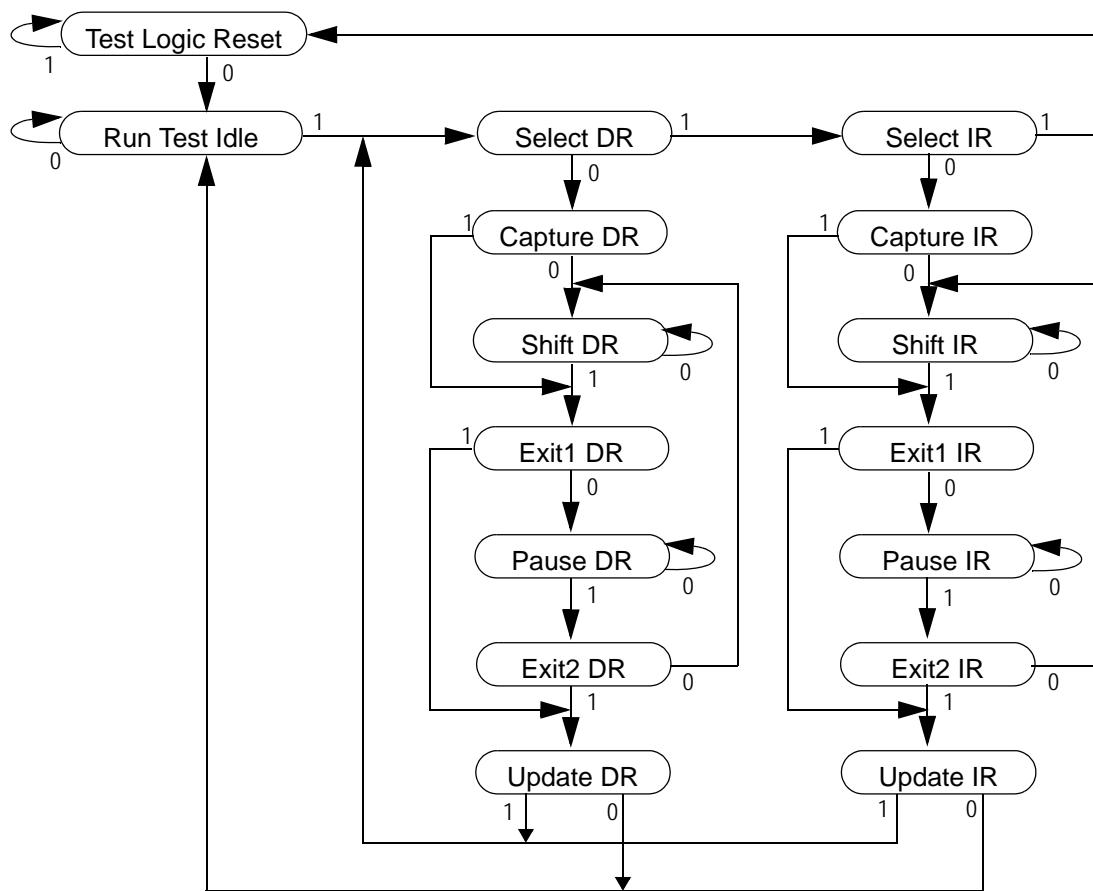 Test Logic Reset
1
0
Run Test Idle
0
1
Select DR
1
0
Select IR
1
0
Capture DR
1
0
Capture IR
1
0
Shift DR
0
1
Shift IR
0
1
Exit1 DR
1
0
Exit1 IR
1
0
Pause DR
0
1
Pause IR
0
1
Exit2 DR
0
1
Exit2 IR
0
1
Update DR
1
0
Update IR
1
0